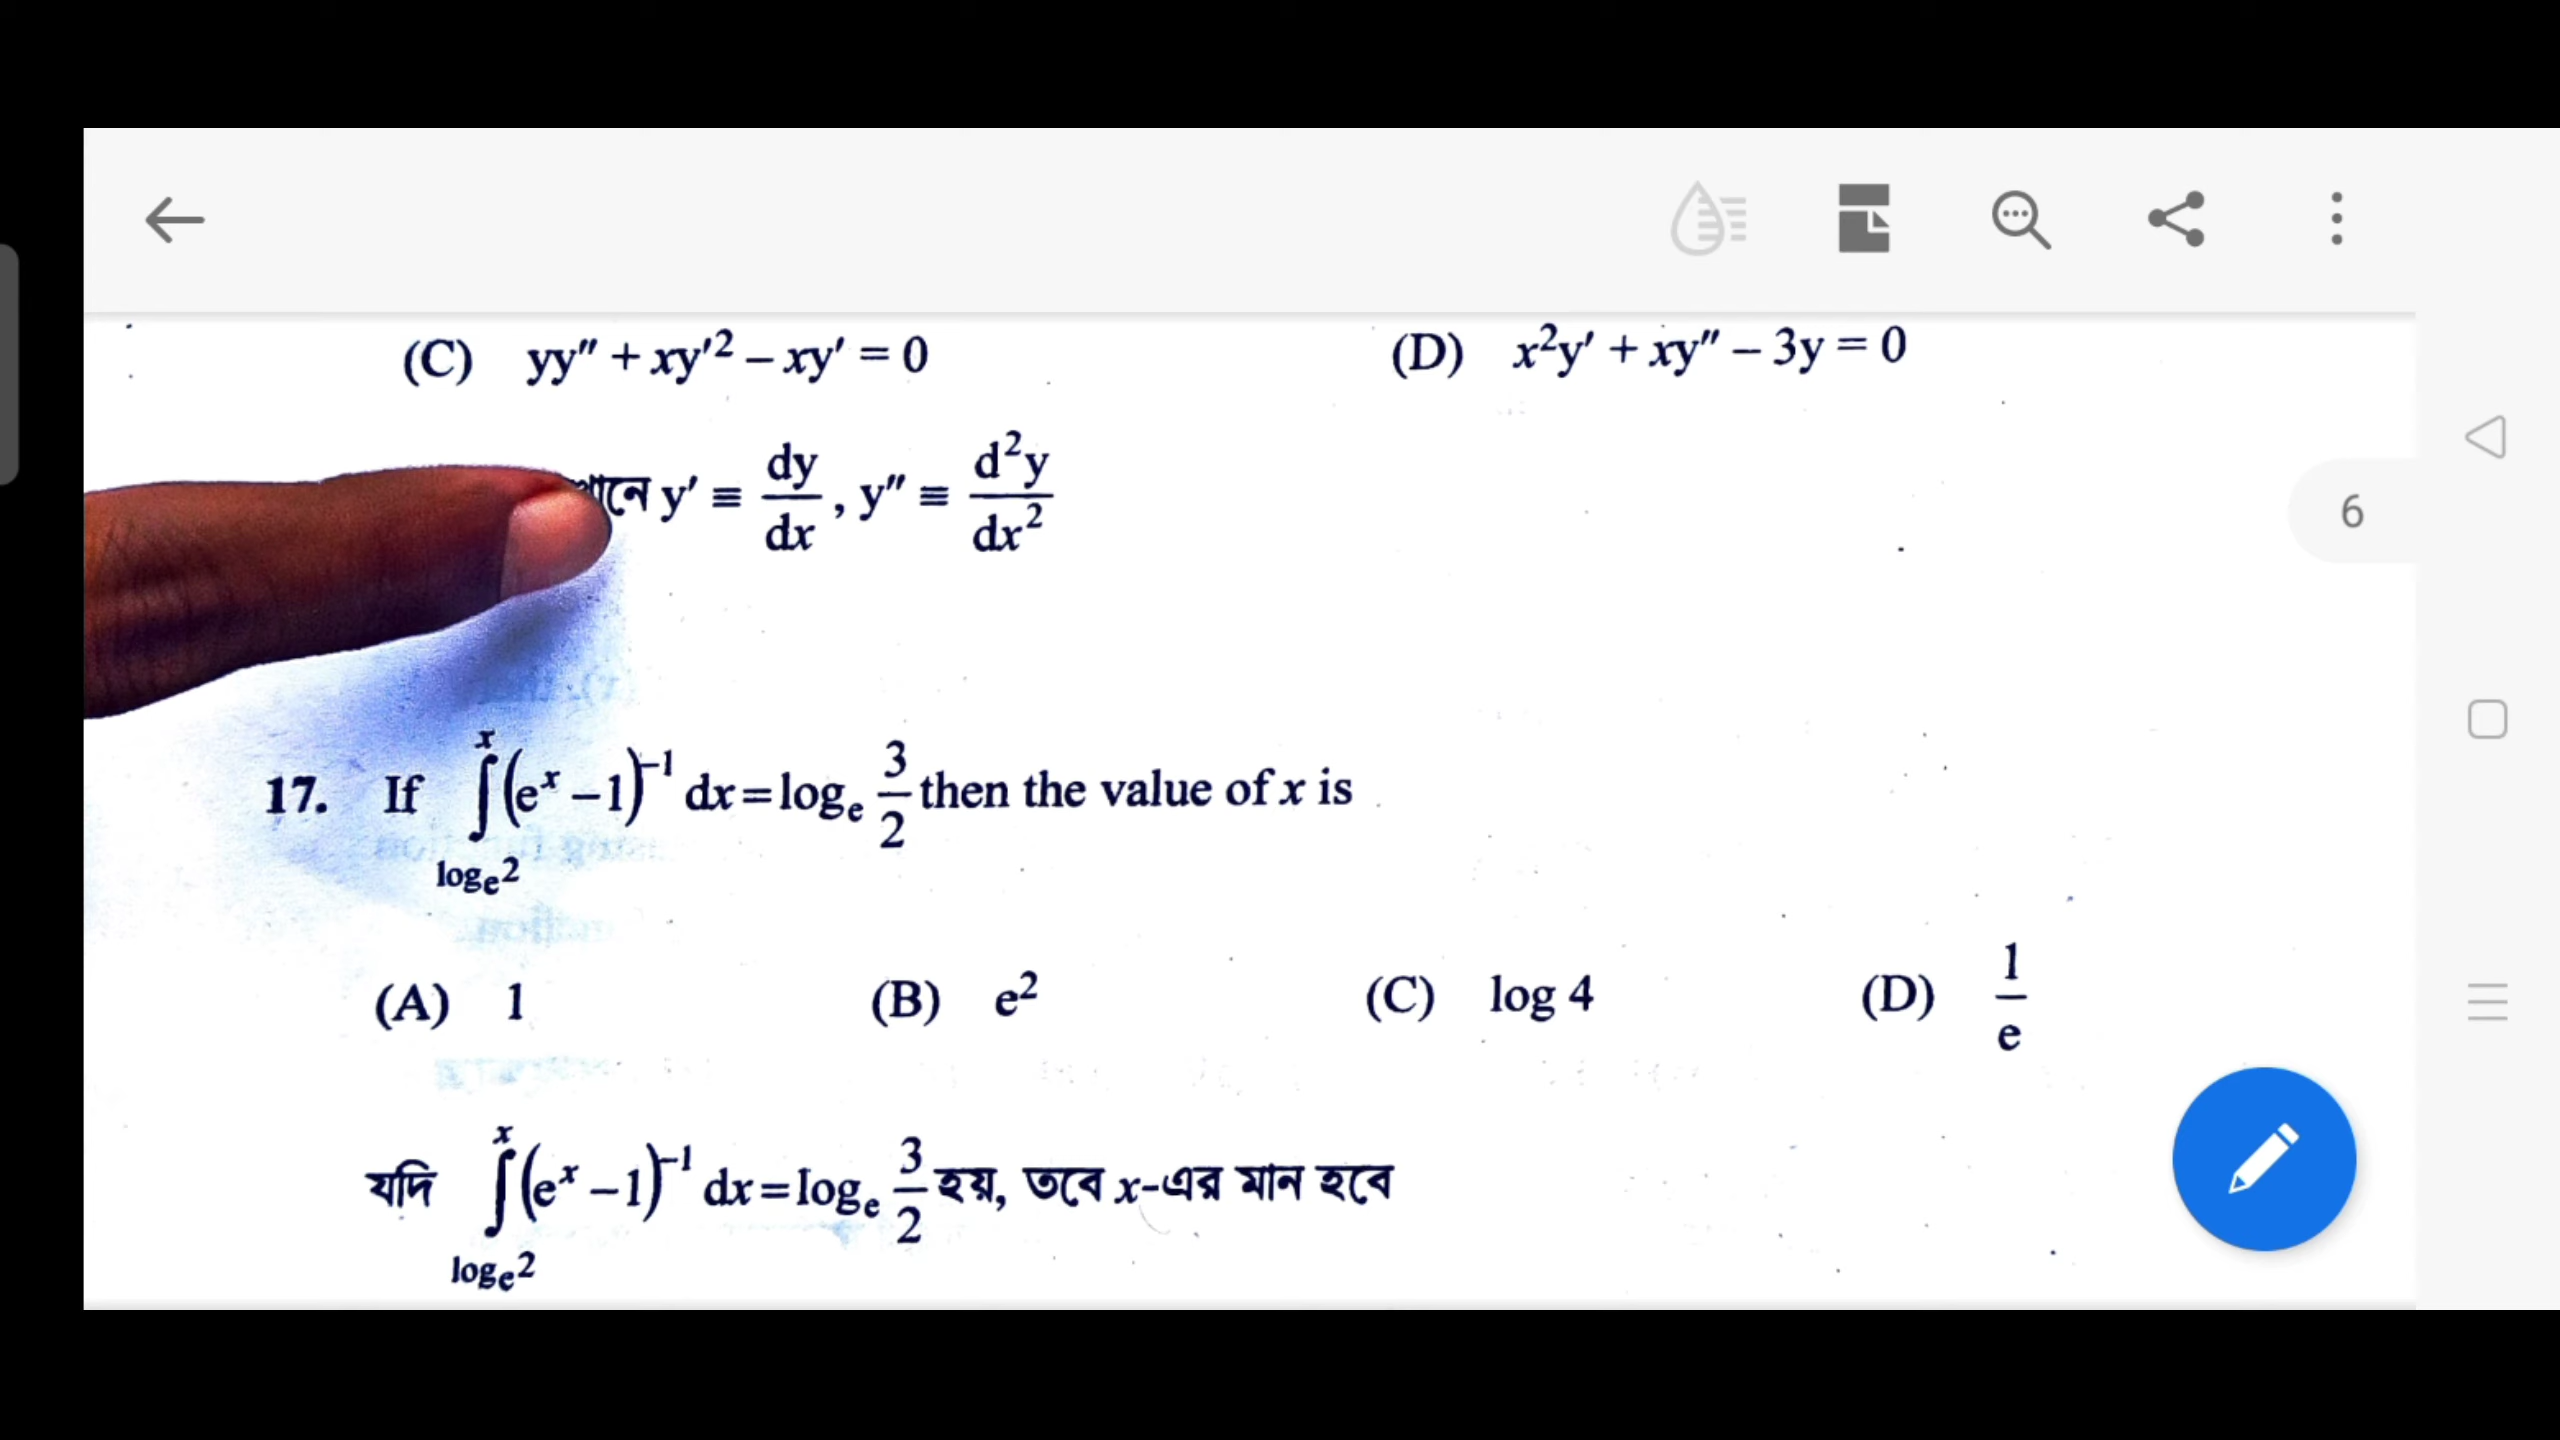 (C) yy″ + xy′² – xy′ = 0 (D) x²y′ + xy″ – 3y = 0
y′ ≡ dy/dx , y″ ≡ d²y/dx²
6
17. If ∫_{logₑ2}^{x} (eˣ – 1)⁻¹ dx = logₑ 3/2 then the value of x is
(A) 1 (B) e² (C) log 4 (D) 1/e
যদি ∫_{logₑ2}^{x} (eˣ – 1)⁻¹ dx = logₑ 3/2 হয়, তবে x-এর মান হবে